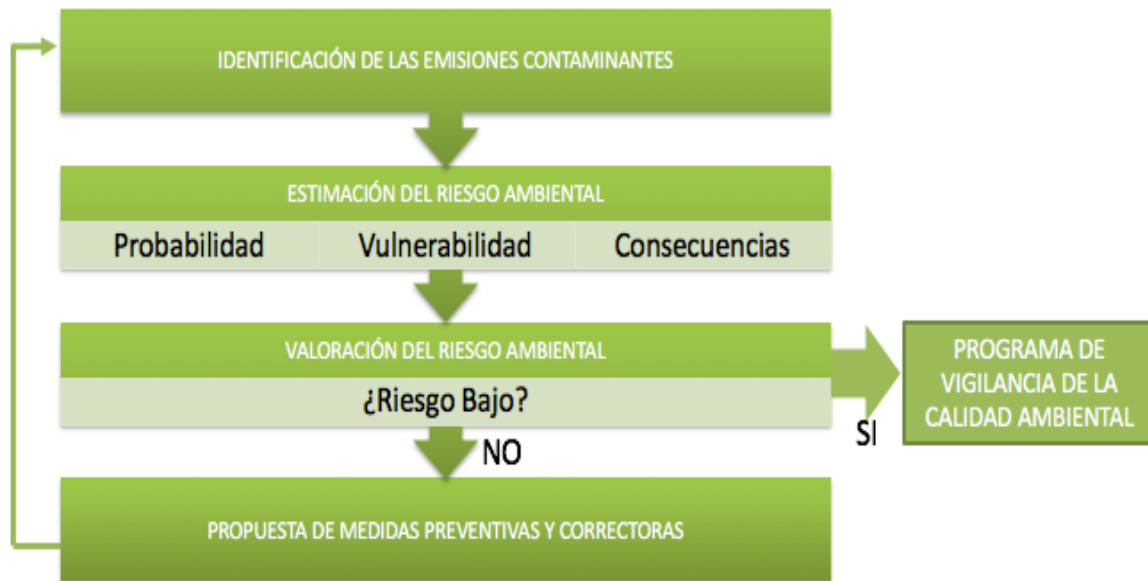 IDENTIFICACIÓN DE LAS EMISIONES CONTAMINANTES
ESTIMACIÓN DEL RIESGO AMBIENTAL
Probabilidad Vulnerabilidad Consecuencias
VALORACIÓN DEL RIESGO AMBIENTAL
¿Riesgo Bajo?
SI
PROGRAMA DE
VIGILANCIA DE LA
CALIDAD AMBIENTAL
NO
PROPUESTA DE MEDIDAS PREVENTIVAS Y CORRECTORAS